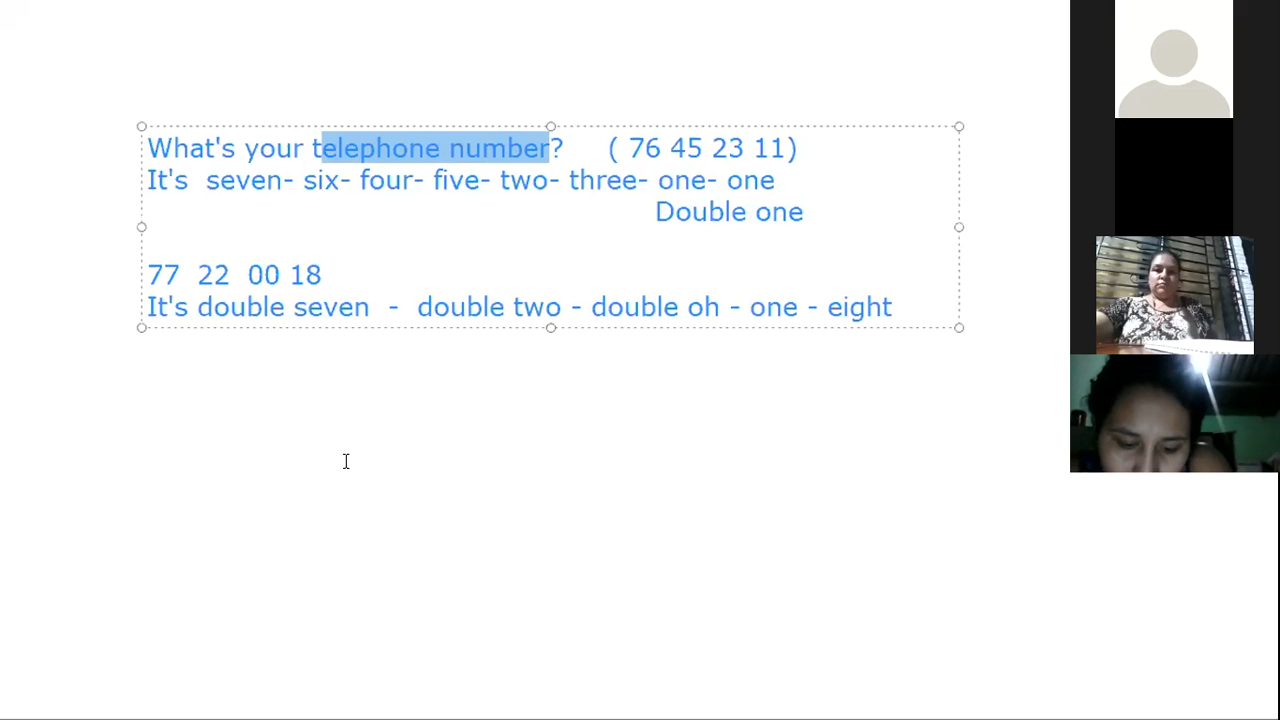 What's your telephone number? ( 76 45 23 11)
It's seven- six- four- five- two- three- one- one
Double one
77 22 00 18
It's double seven - double two - double oh - one - eight